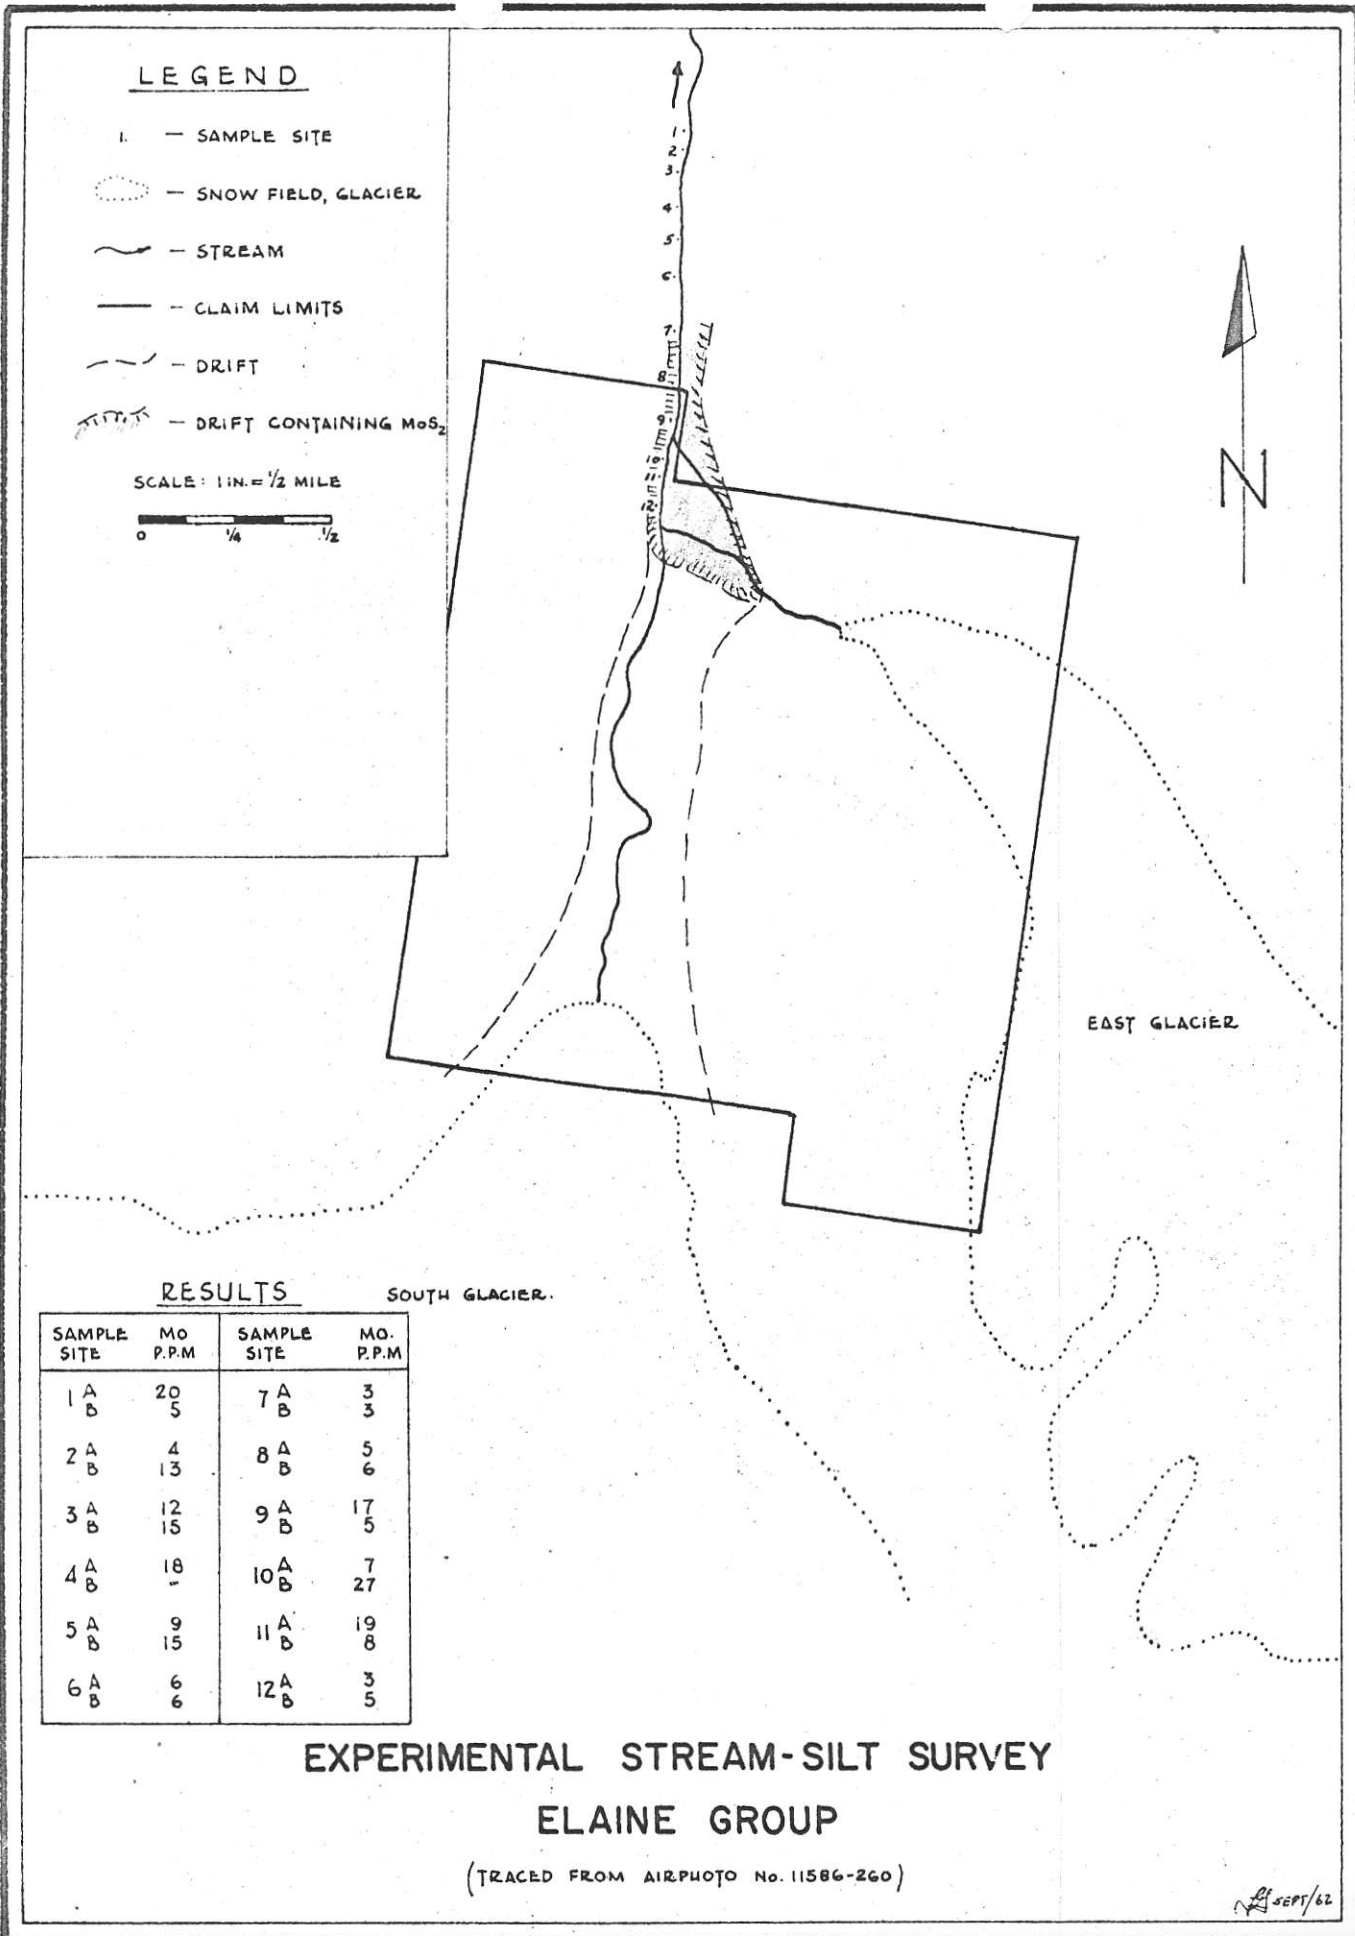 LEGEND
1. — SAMPLE SITE
— SNOW FIELD, GLACIER
— STREAM
— CLAIM LIMITS
— DRIFT
— DRIFT CONTAINING MoS2
SCALE: 1 IN. = 1/2 MILE
0 1/4 1/2
1
2
3
4
5
6
7
8
9
10
11
12
N
EAST GLACIER
SOUTH GLACIER.
RESULTS
SAMPLE SITE MO P.P.M SAMPLE SITE MO. P.P.M
1 A 20 7 A 3
B 5 B 3
2 A 4 8 A 5
B 13 B 6
3 A 12 9 A 17
B 15 B 5
4 A 18 10 A 7
B - B 27
5 A 9 11 A 19
B 15 B 8
6 A 6 12 A 3
B 6 B 5
EXPERIMENTAL STREAM-SILT SURVEY
ELAINE GROUP
(TRACED FROM AIRPHOTO No. 11586-260)
SEPT/62